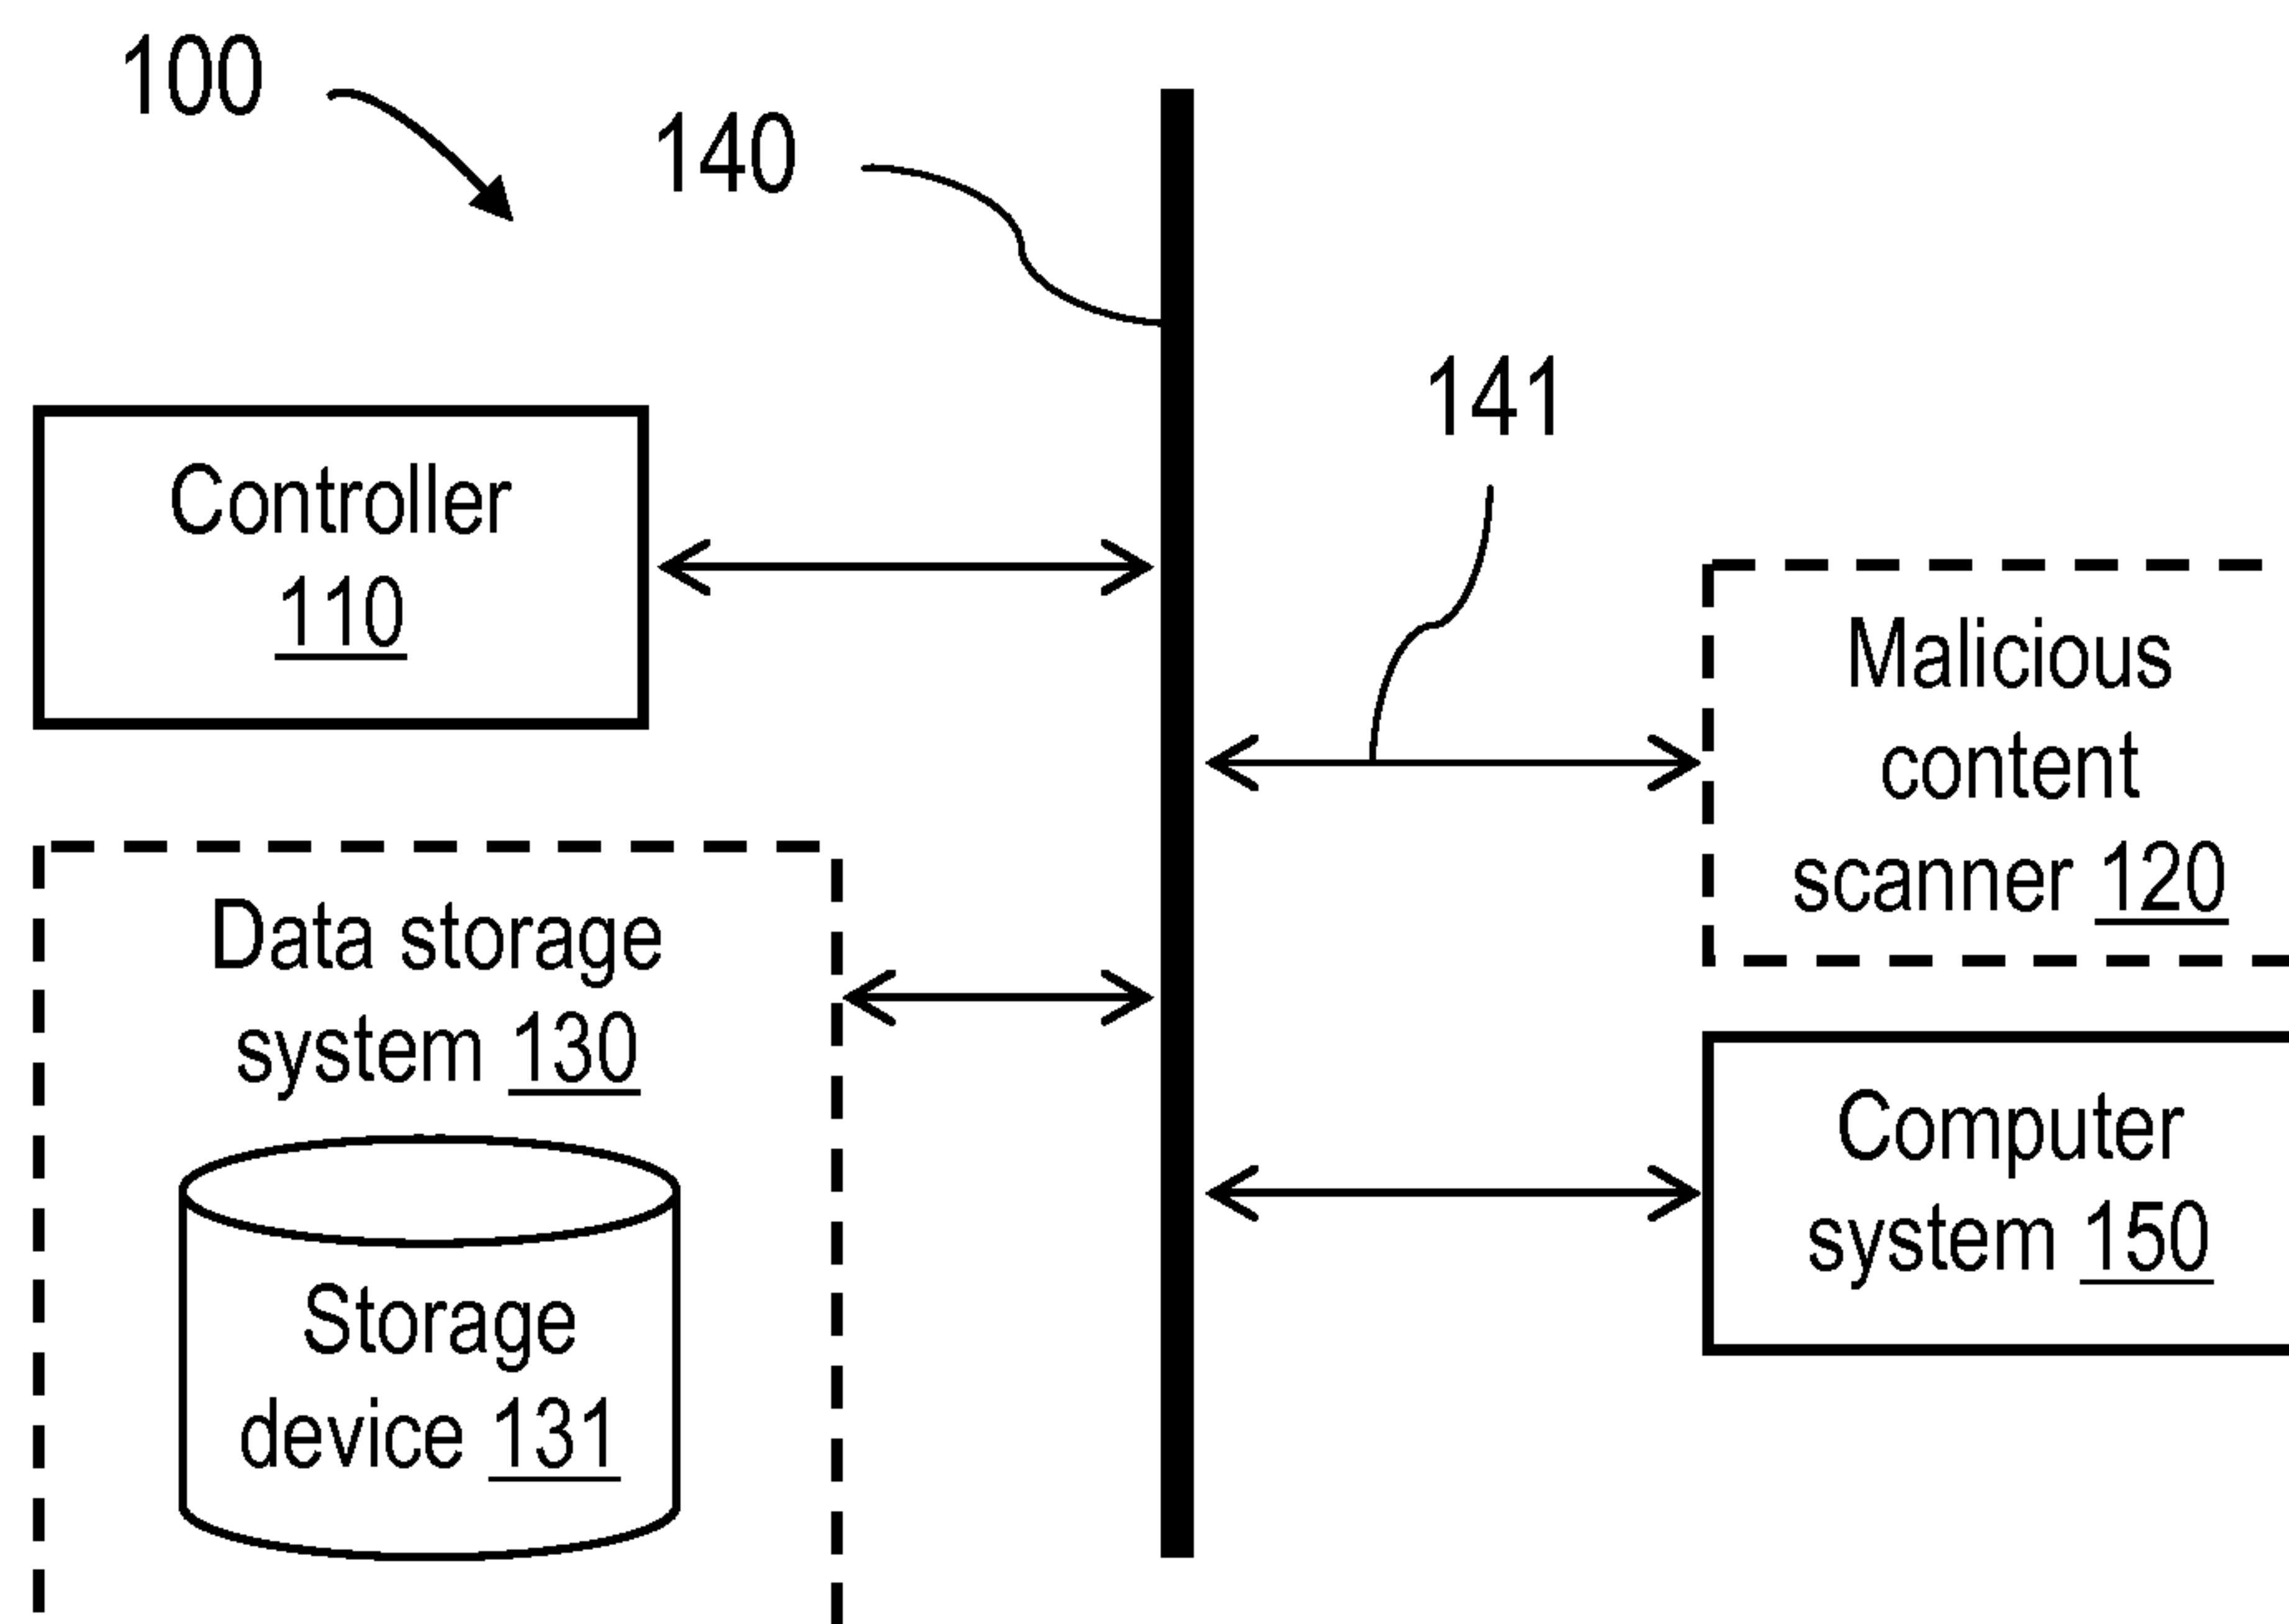 100
140
141
Controller
110
Malicious
content
scanner 120
Data storage
system 130
Computer
system 150
Storage
device 131